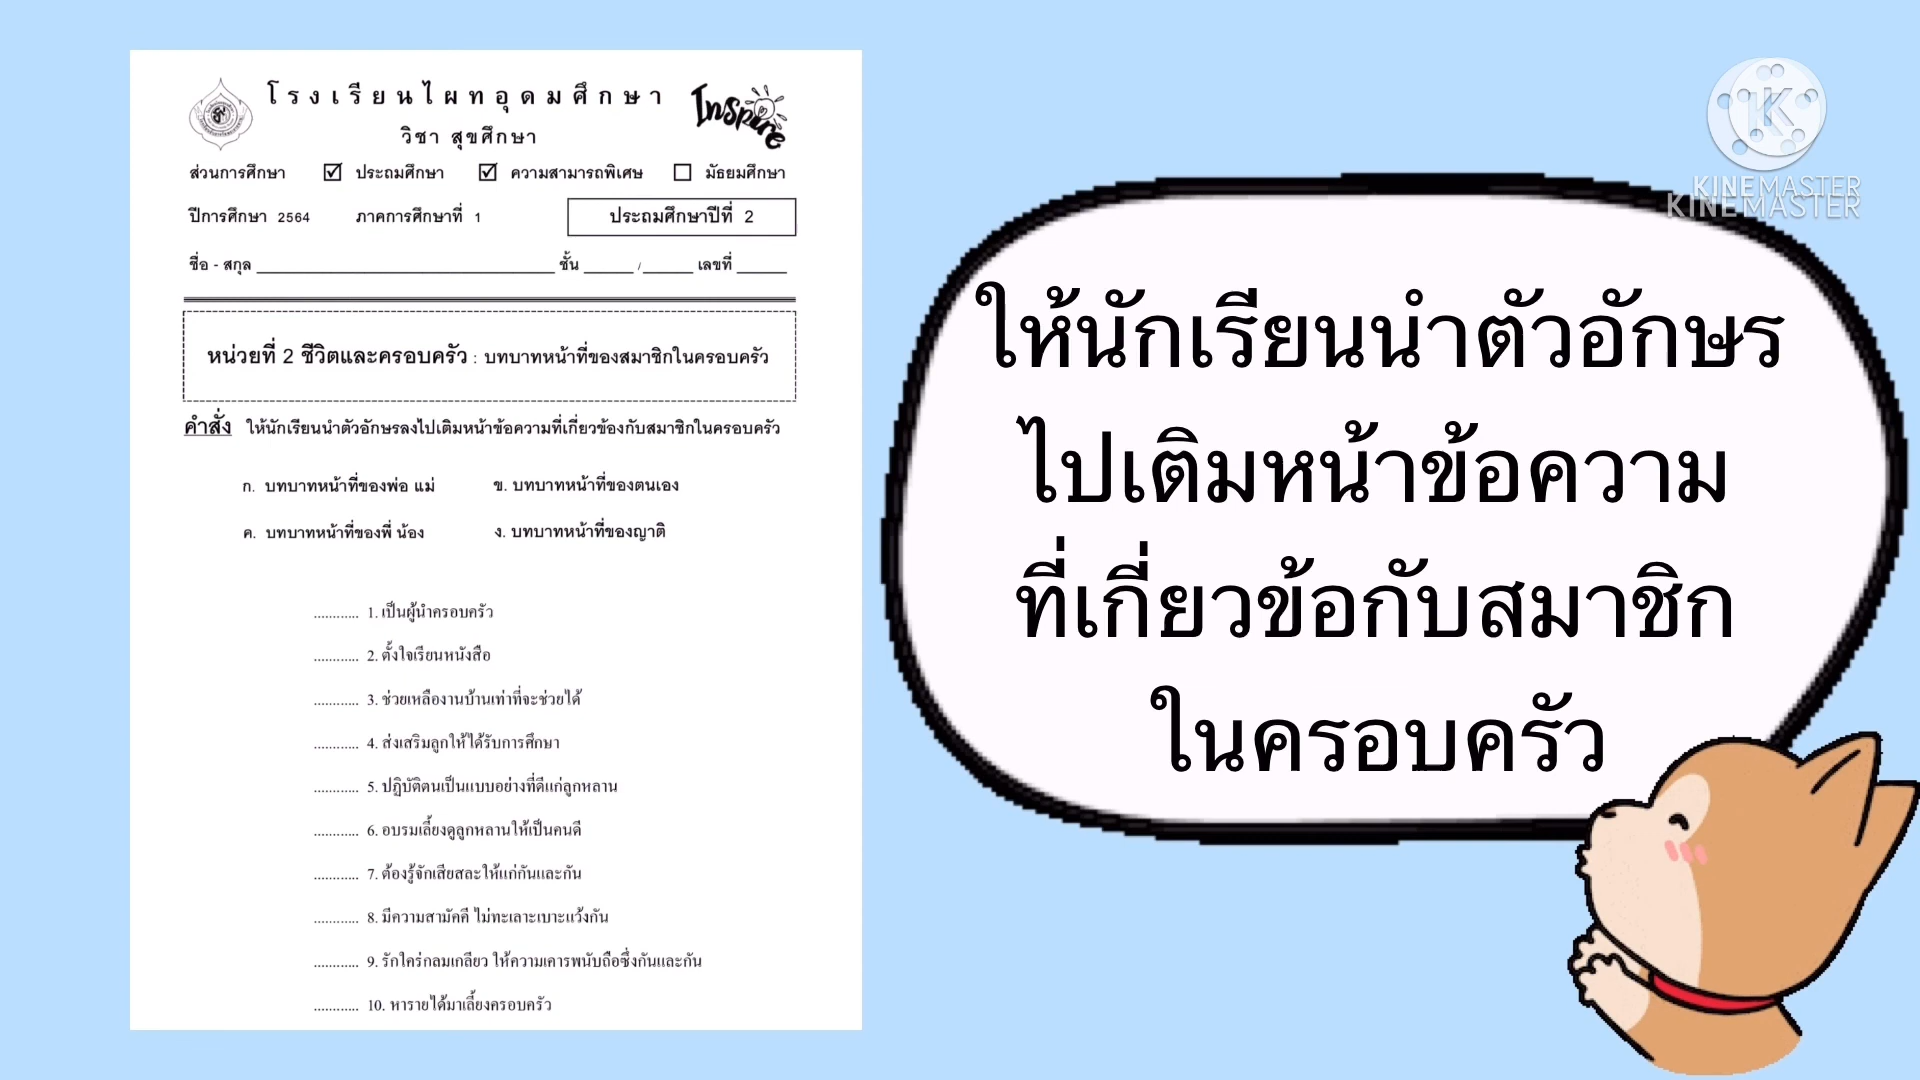 โรงเรียนไผทอุดมศึกษา
Inspire
วิชา สุขศึกษา
ส่วนการศึกษา ☑ ประถมศึกษา ☑ ความสามารถพิเศษ ☐ มัธยมศึกษา
ปีการศึกษา 2564 ภาคการศึกษาที่ 1 ประถมศึกษาปีที่ 2
ชื่อ - สกุล ______ ชั้น ______ / ______ เลขที่ ______
หน่วยที่ 2 ชีวิตและครอบครัว : บทบาทหน้าที่ของสมาชิกในครอบครัว
คำสั่ง ให้นักเรียนนำตัวอักษรลงไปเติมหน้าข้อความที่เกี่ยวข้องกับสมาชิกในครอบครัว
ก. บทบาทหน้าที่ของพ่อ แม่ ข. บทบาทหน้าที่ของตนเอง
ค. บทบาทหน้าที่ของพี่ น้อง ง. บทบาทหน้าที่ของญาติ
............ 1. เป็นผู้นำครอบครัว
............ 2. ตั้งใจเรียนหนังสือ
............ 3. ช่วยเหลืองานบ้านเท่าที่จะช่วยได้
............ 4. ส่งเสริมลูกให้ได้รับการศึกษา
............ 5. ปฏิบัติตนเป็นแบบอย่างที่ดีแก่ลูกหลาน
............ 6. อบรมเลี้ยงดูลูกหลานให้เป็นคนดี
............ 7. ต้องรู้จักเสียสละให้แก่กันและกัน
............ 8. มีความสามัคคี ไม่ทะเลาะเบาะแว้งกัน
............ 9. รักใคร่กลมเกลียว ให้ความเคารพนับถือซึ่งกันและกัน
............ 10. หารายได้มาเลี้ยงครอบครัว
KINEMASTER
KINEMASTER
ให้นักเรียนนำตัวอักษร
ไปเติมหน้าข้อความ
ที่เกี่ยวข้อกับสมาชิก
ในครอบครัว